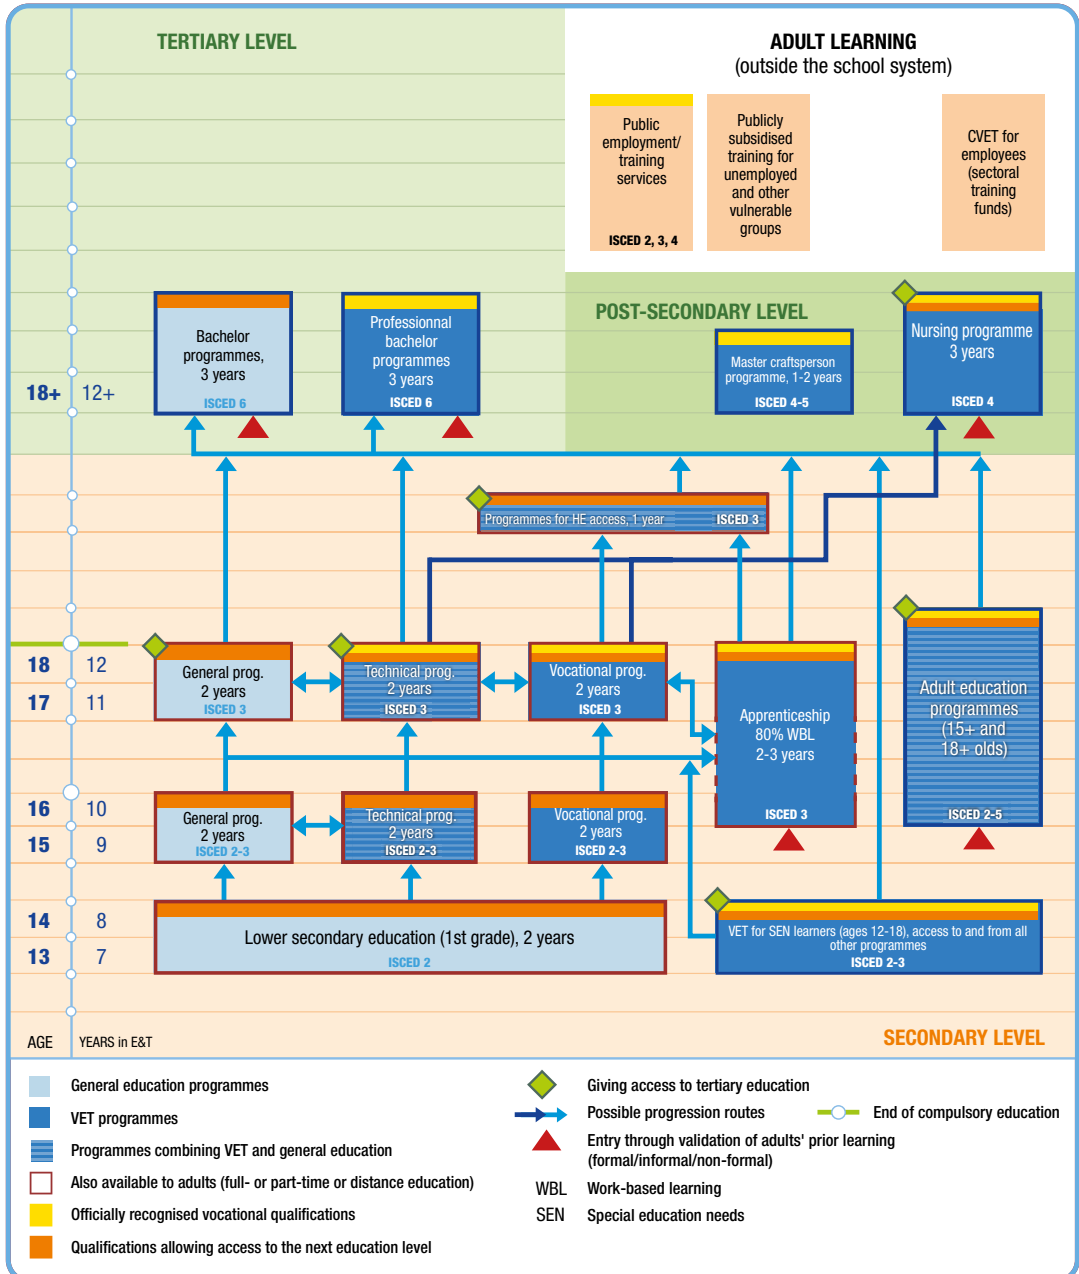 TERTIARY LEVEL
ADULT LEARNING
(outside the school system)
Public
employment/
training
services
ISCED 2, 3, 4
Publicly
subsidised
training for
unemployed
and other
vulnerable
groups
CVET for
employees
(sectoral
training
funds)
POST-SECONDARY LEVEL
Bachelor
programmes,
3 years
ISCED 6
Professionnal
bachelor
programmes
3 years
ISCED 6
Master craftsperson
programme, 1-2 years
ISCED 4-5
Nursing programme
3 years
ISCED 4
18+ 12+
Programmes for HE access, 1 year ISCED 3
18 12
17 11
General prog.
2 years
ISCED 3
Technical prog.
2 years
ISCED 3
Vocational prog.
2 years
ISCED 3
Apprenticeship
80% WBL
2-3 years
ISCED 3
Adult education
programmes
(15+ and
18+ olds)
ISCED 2-5
16 10
15 9
General prog.
2 years
ISCED 2-3
Technical prog.
2 years
ISCED 2-3
Vocational prog.
2 years
ISCED 2-3
14 8
13 7
Lower secondary education (1st grade), 2 years
ISCED 2
VET for SEN learners (ages 12-18), access to and from all
other programmes
ISCED 2-3
AGE YEARS in E&T
SECONDARY LEVEL
General education programmes
VET programmes
Programmes combining VET and general education
Also available to adults (full- or part-time or distance education)
Officially recognised vocational qualifications
Qualifications allowing access to the next education level
Giving access to tertiary education
Possible progression routes
End of compulsory education
Entry through validation of adults' prior learning
(formal/informal/non-formal)
WBL Work-based learning
SEN Special education needs